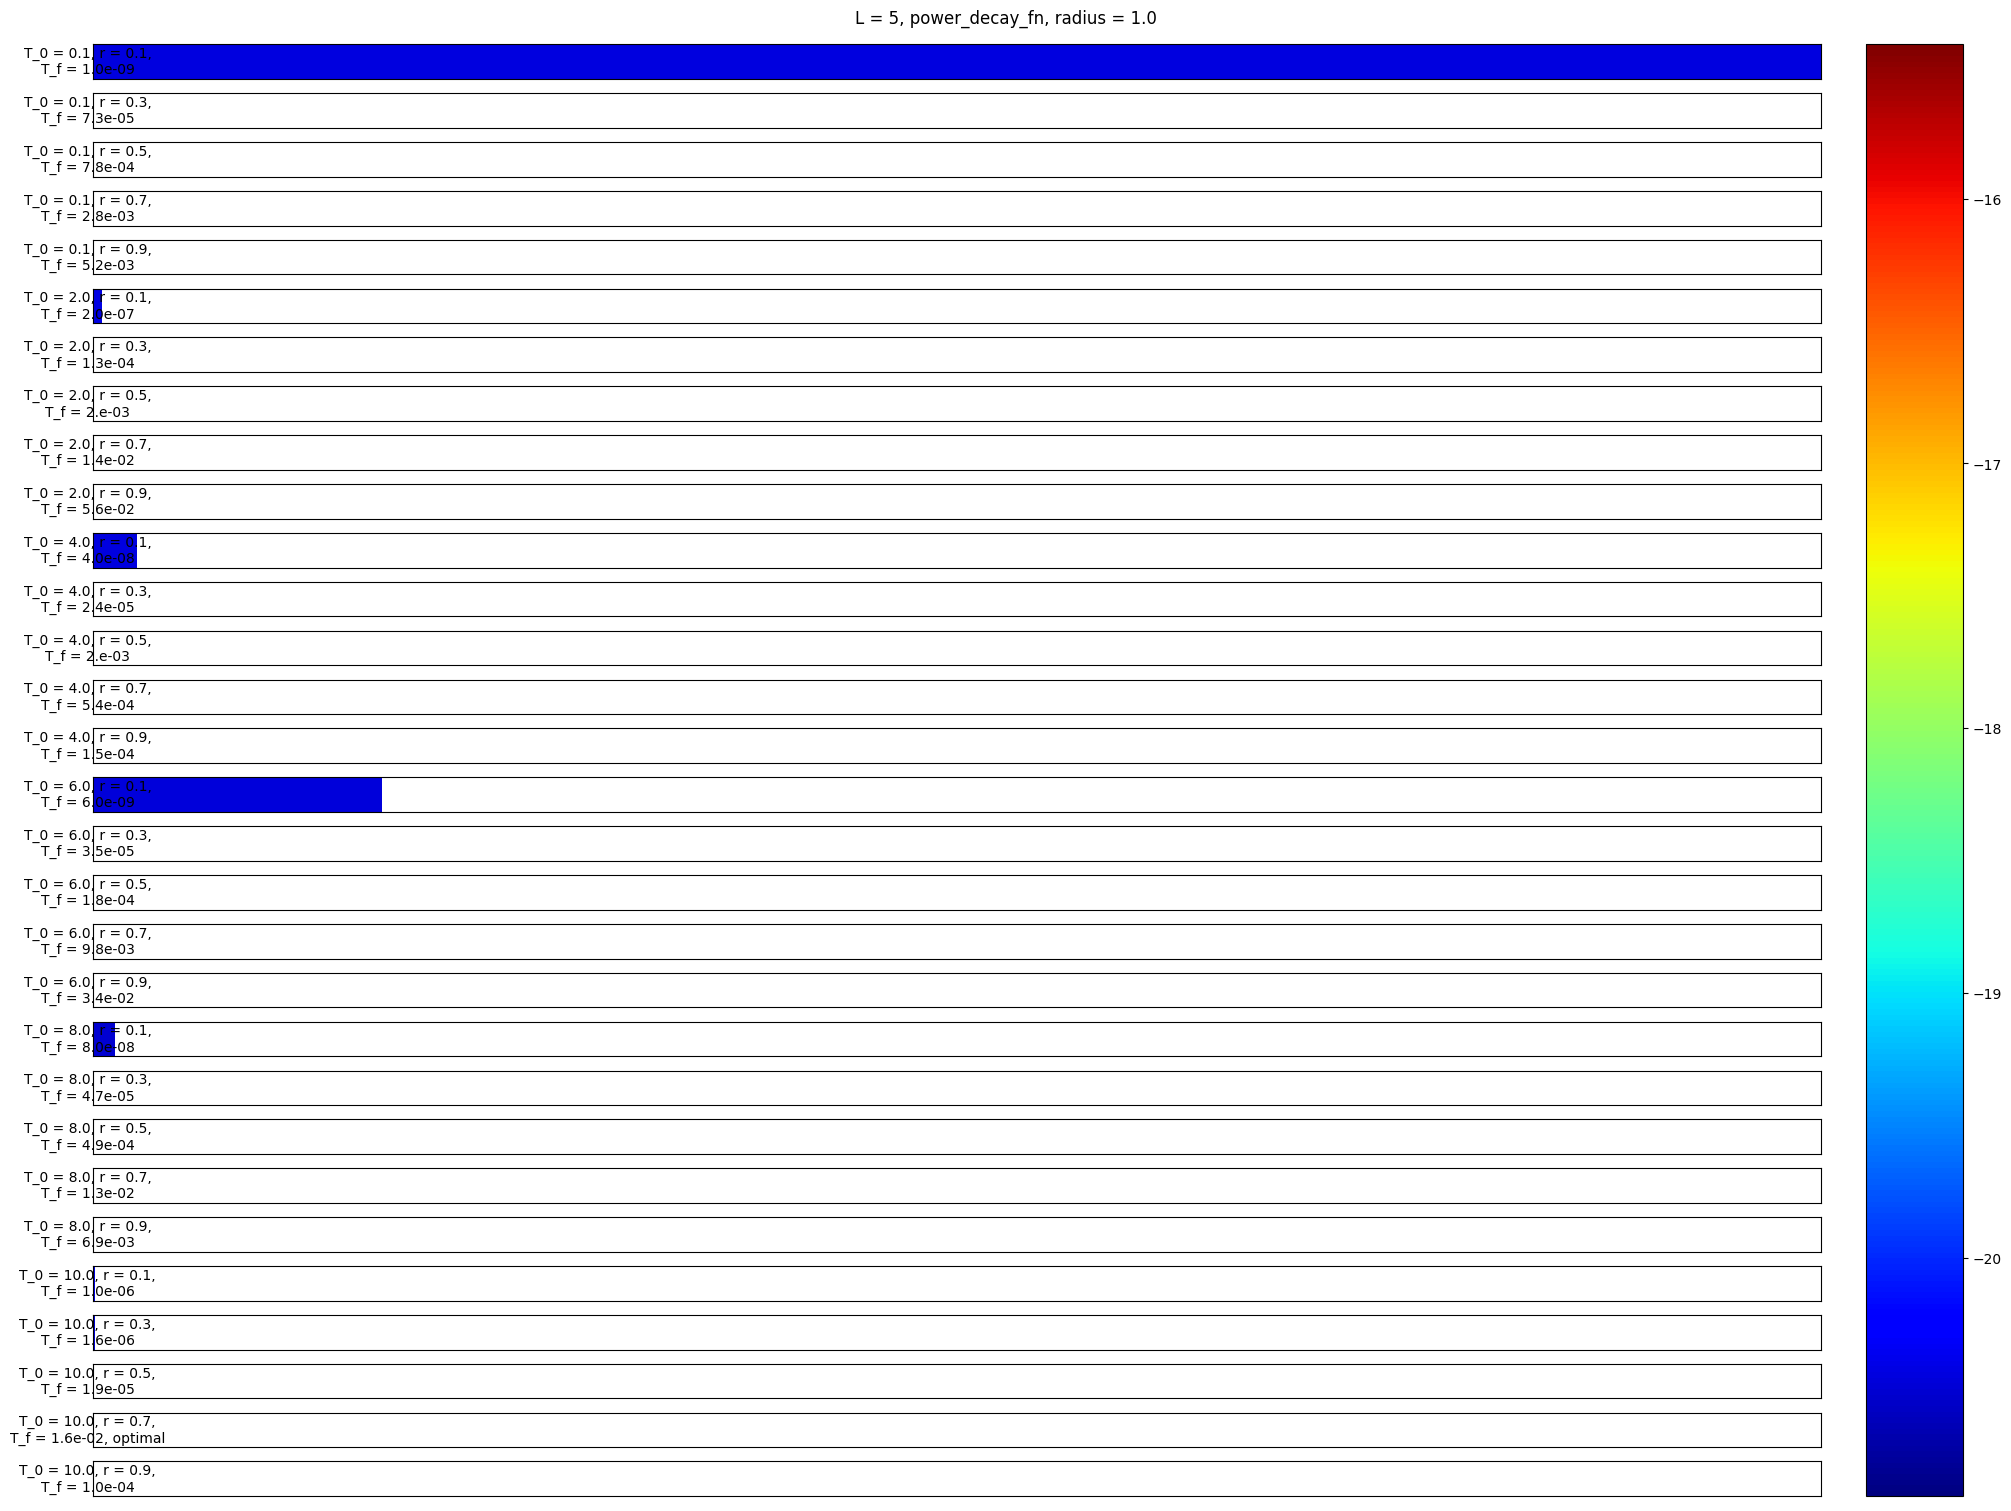 L = 5, power_decay_fn, radius = 1.0
T_0 = 0.1, r = 0.1,
T_f = 1.0e-09
T_0 = 0.1, r = 0.3,
T_f = 7.3e-05
T_0 = 0.1, r = 0.5,
T_f = 7.8e-04
T_0 = 0.1, r = 0.7,
T_f = 2.8e-03
T_0 = 0.1, r = 0.9,
T_f = 5.2e-03
T_0 = 2.0, r = 0.1,
T_f = 2.0e-07
T_0 = 2.0, r = 0.3,
T_f = 1.3e-04
T_0 = 2.0, r = 0.5,
T_f = 2.e-03
T_0 = 2.0, r = 0.7,
T_f = 1.4e-02
T_0 = 2.0, r = 0.9,
T_f = 5.6e-02
T_0 = 4.0, r = 0.1,
T_f = 4.0e-08
T_0 = 4.0, r = 0.3,
T_f = 2.4e-05
T_0 = 4.0, r = 0.5,
T_f = 2.e-03
T_0 = 4.0, r = 0.7,
T_f = 5.4e-04
T_0 = 4.0, r = 0.9,
T_f = 1.5e-04
T_0 = 6.0, r = 0.1,
T_f = 6.0e-09
T_0 = 6.0, r = 0.3,
T_f = 3.5e-05
T_0 = 6.0, r = 0.5,
T_f = 1.8e-04
T_0 = 6.0, r = 0.7,
T_f = 9.8e-03
T_0 = 6.0, r = 0.9,
T_f = 3.4e-02
T_0 = 8.0, r = 0.1,
T_f = 8.0e-08
T_0 = 8.0, r = 0.3,
T_f = 4.7e-05
T_0 = 8.0, r = 0.5,
T_f = 4.9e-04
T_0 = 8.0, r = 0.7,
T_f = 1.3e-02
T_0 = 8.0, r = 0.9,
T_f = 6.9e-03
T_0 = 10.0, r = 0.1,
T_f = 1.0e-06
T_0 = 10.0, r = 0.3,
T_f = 1.6e-06
T_0 = 10.0, r = 0.5,
T_f = 1.9e-05
T_0 = 10.0, r = 0.7,
T_f = 1.6e-02, optimal
T_0 = 10.0, r = 0.9,
T_f = 1.0e-04
−16
−17
−18
−19
−20